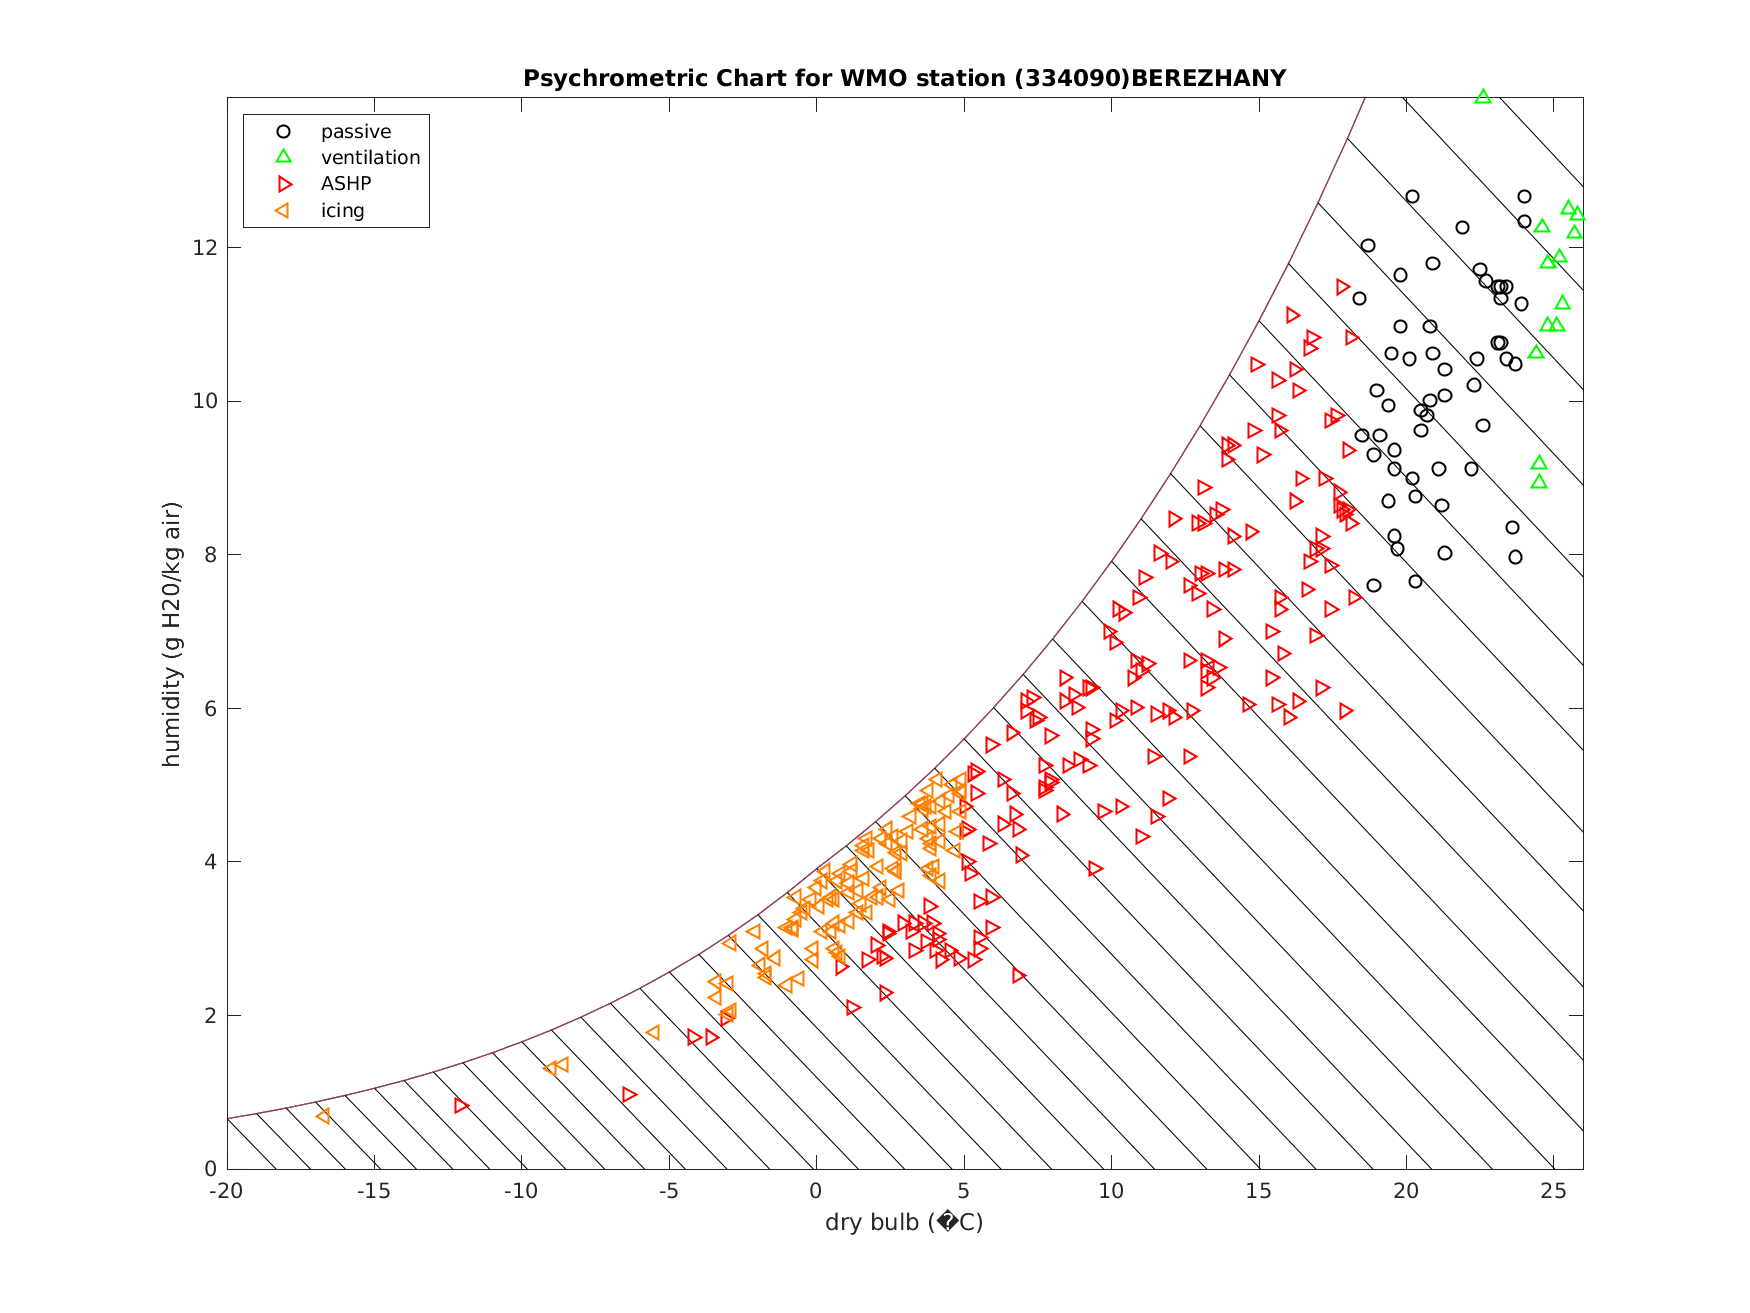 Psychrometric Chart for WMO station (334090)BEREZHANY
passive
ventilation
ASHP
icing
humidity (g H20/kg air)
12
10
8
6
4
2
0
-20 -15 -10 -5 0 5 10 15 20 25
dry bulb (�C)